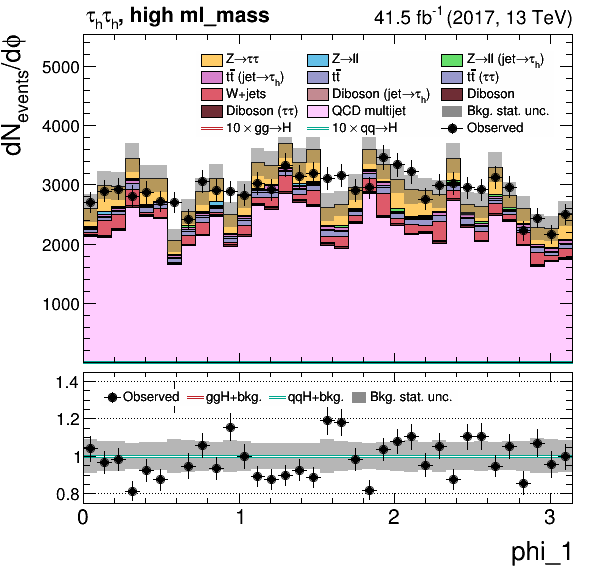 τhτh, high ml_mass 41.5 fb-1 (2017, 13 TeV)
dNevents/dϕ
5000
4000
3000
2000
1000
Z→ττ Z→ll Z→ll (jet→τh)
tt̄ (jet→τh) tt̄ tt̄ (ττ)
W+jets Diboson (jet→τh) Diboson
Diboson (ττ) QCD multijet Bkg. stat. unc.
10 × gg→H 10 × qq→H Observed
1.4
1.2
1.0
0.8
Observed ggH+bkg. qqH+bkg. Bkg. stat. unc.
0 1 2 3
phi_1